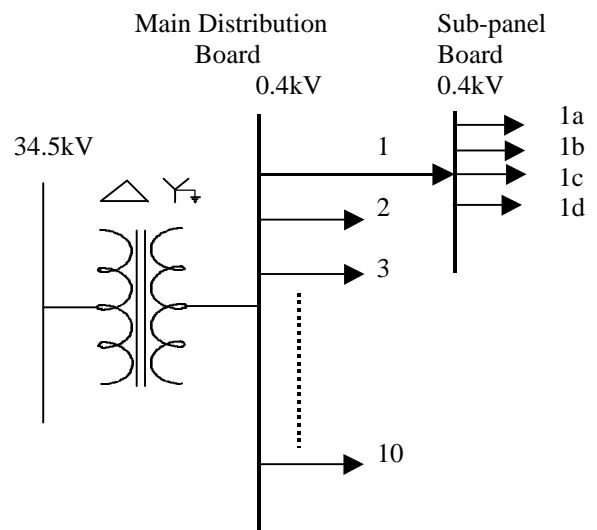 Main Distribution
Board
0.4kV
Sub-panel
Board
0.4kV
34.5kV
1
2
3
10
1a
1b
1c
1d